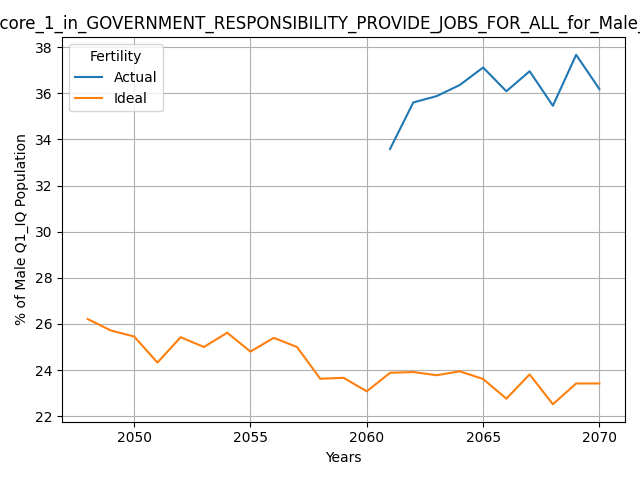 core_1_in_GOVERNMENT_RESPONSIBILITY_PROVIDE_JOBS_FOR_ALL_for_Male_
Fertility
Actual
Ideal
38
36
34
32
30
28
26
24
22
% of Male Q1_IQ Population
2050
2055
2060
2065
2070
Years